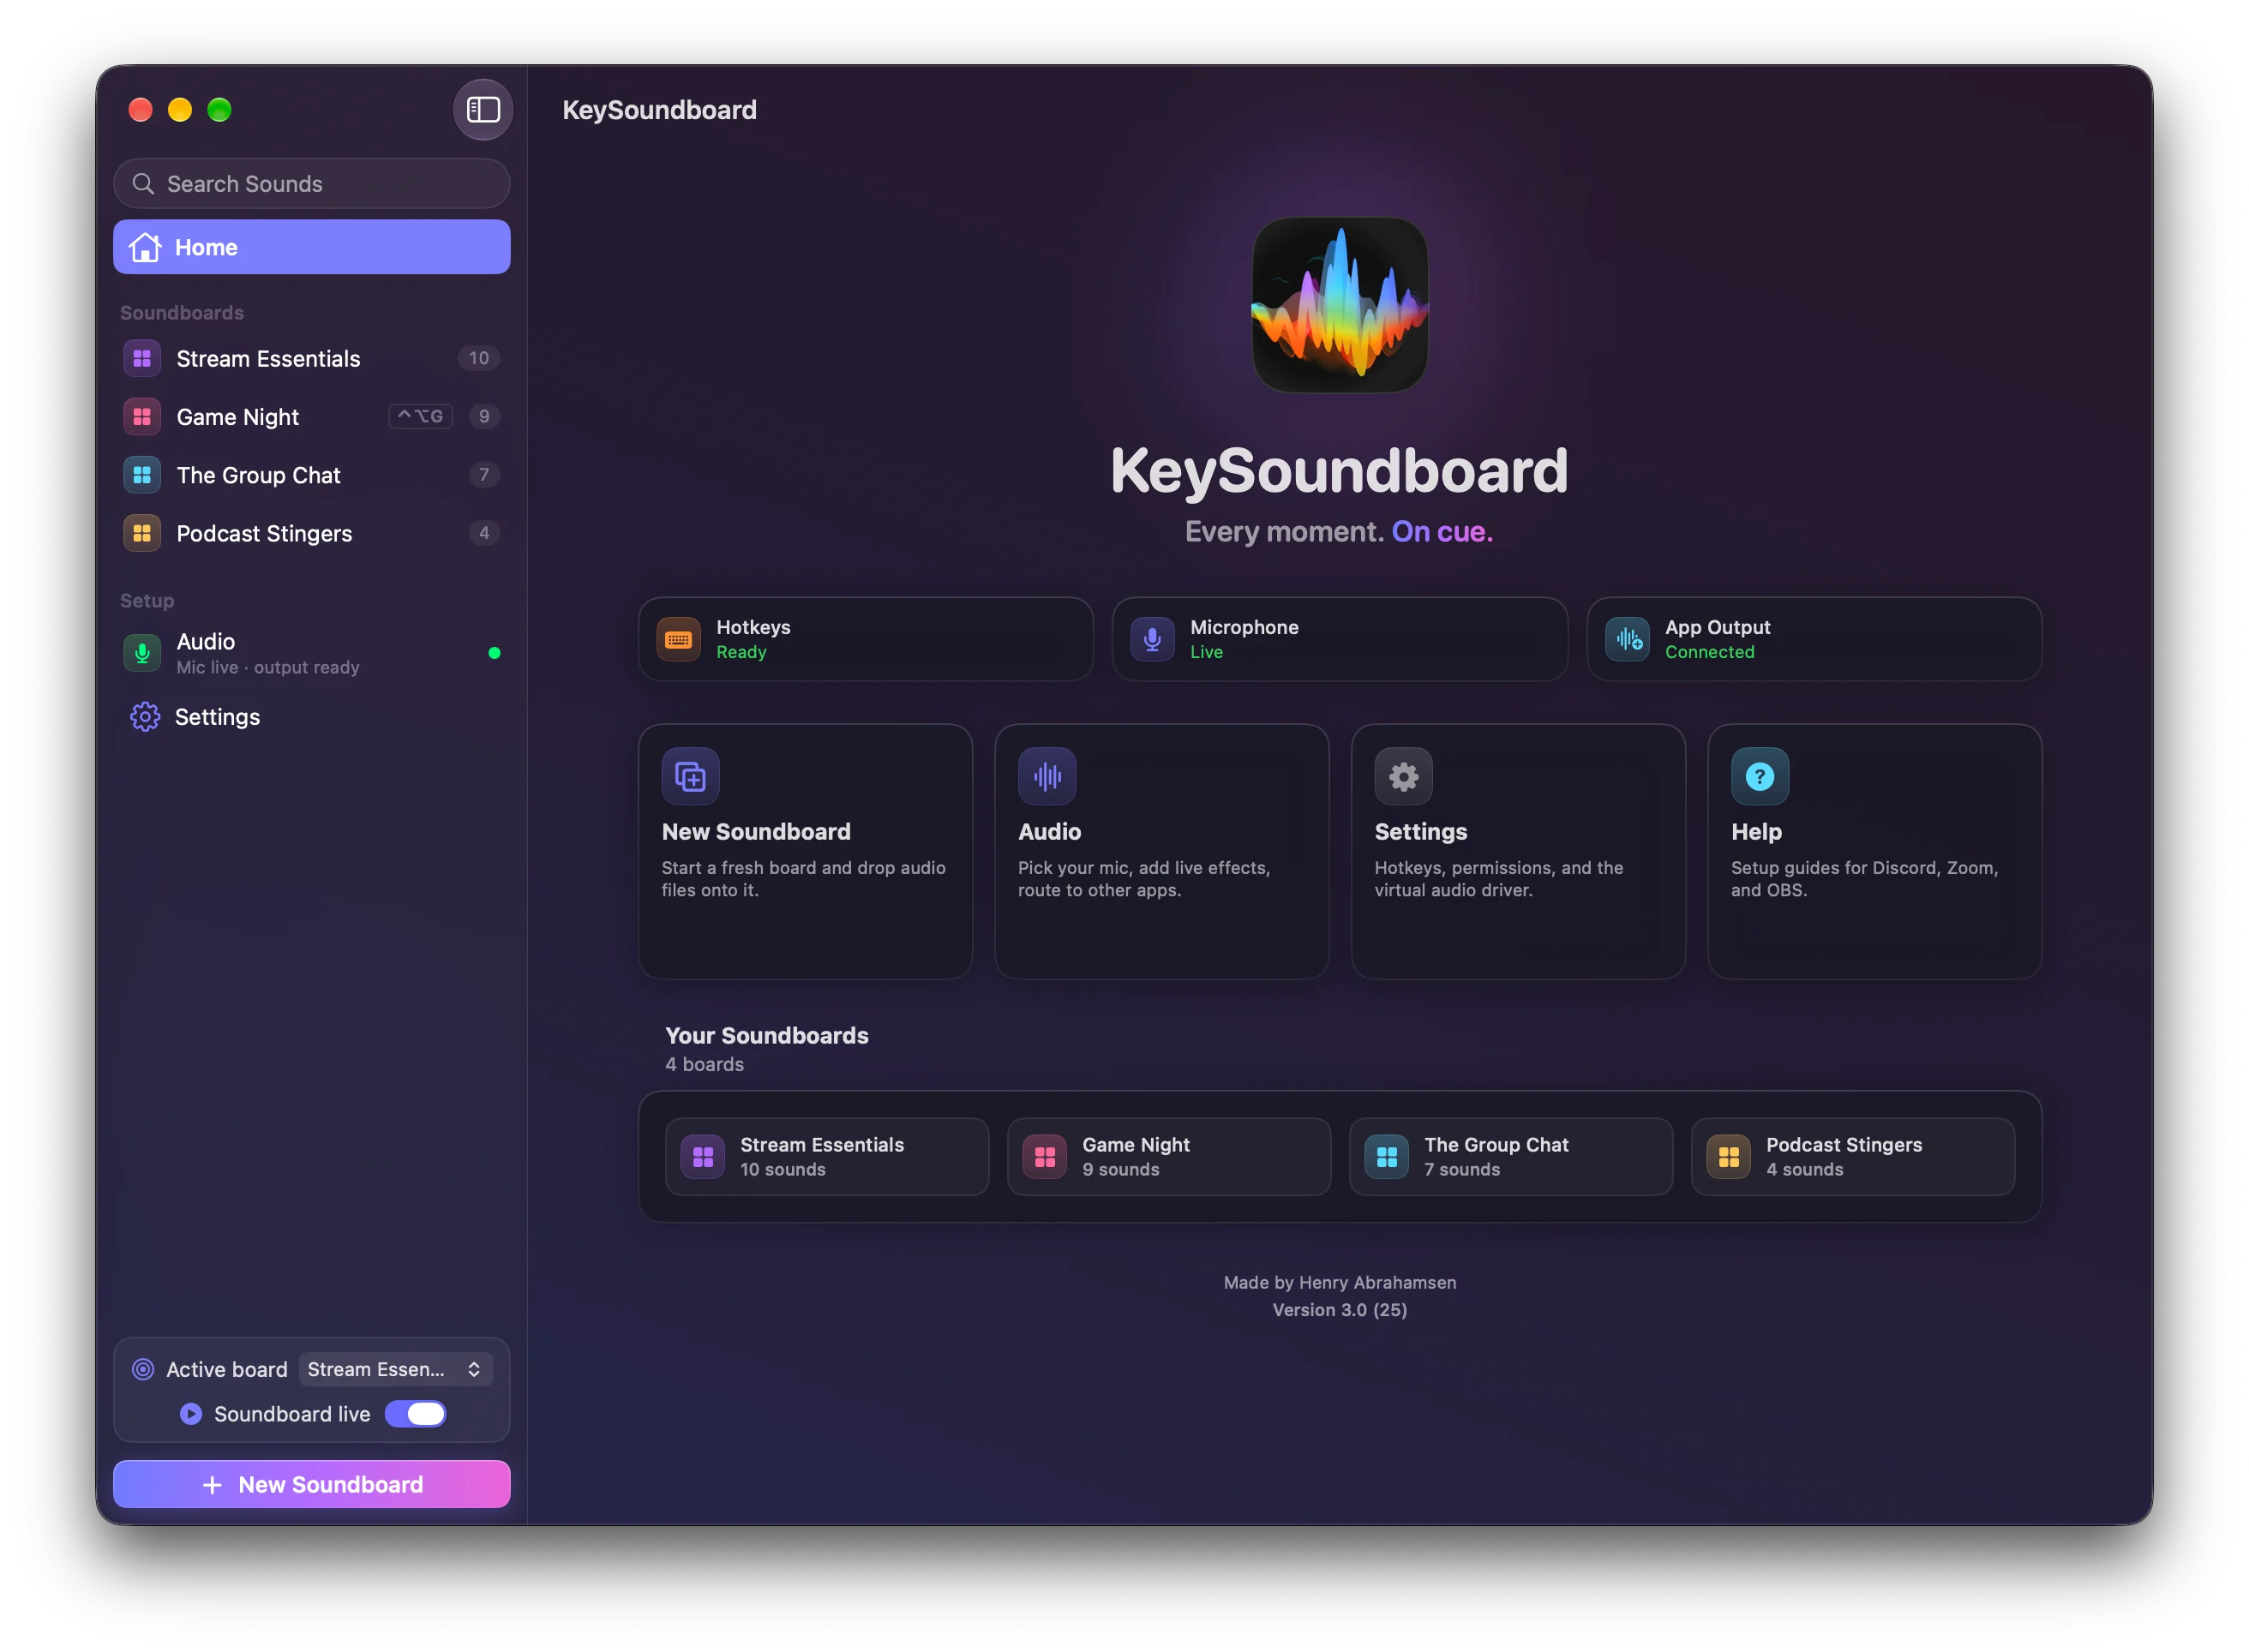 KeySoundboard
Search Sounds
Home
Soundboards
Stream Essentials 10
Game Night ^⌥G 9
The Group Chat 7
Podcast Stingers 4
Setup
Audio
Mic live · output ready
Settings
Active board Stream Essen...
Soundboard live
+ New Soundboard
KeySoundboard
Every moment. On cue.
Hotkeys
Ready
Microphone
Live
App Output
Connected
New Soundboard
Start a fresh board and drop audio
files onto it.
Audio
Pick your mic, add live effects,
route to other apps.
Settings
Hotkeys, permissions, and the
virtual audio driver.
Help
Setup guides for Discord, Zoom,
and OBS.
Your Soundboards
4 boards
Stream Essentials
10 sounds
Game Night
9 sounds
The Group Chat
7 sounds
Podcast Stingers
4 sounds
Made by Henry Abrahamsen
Version 3.0 (25)